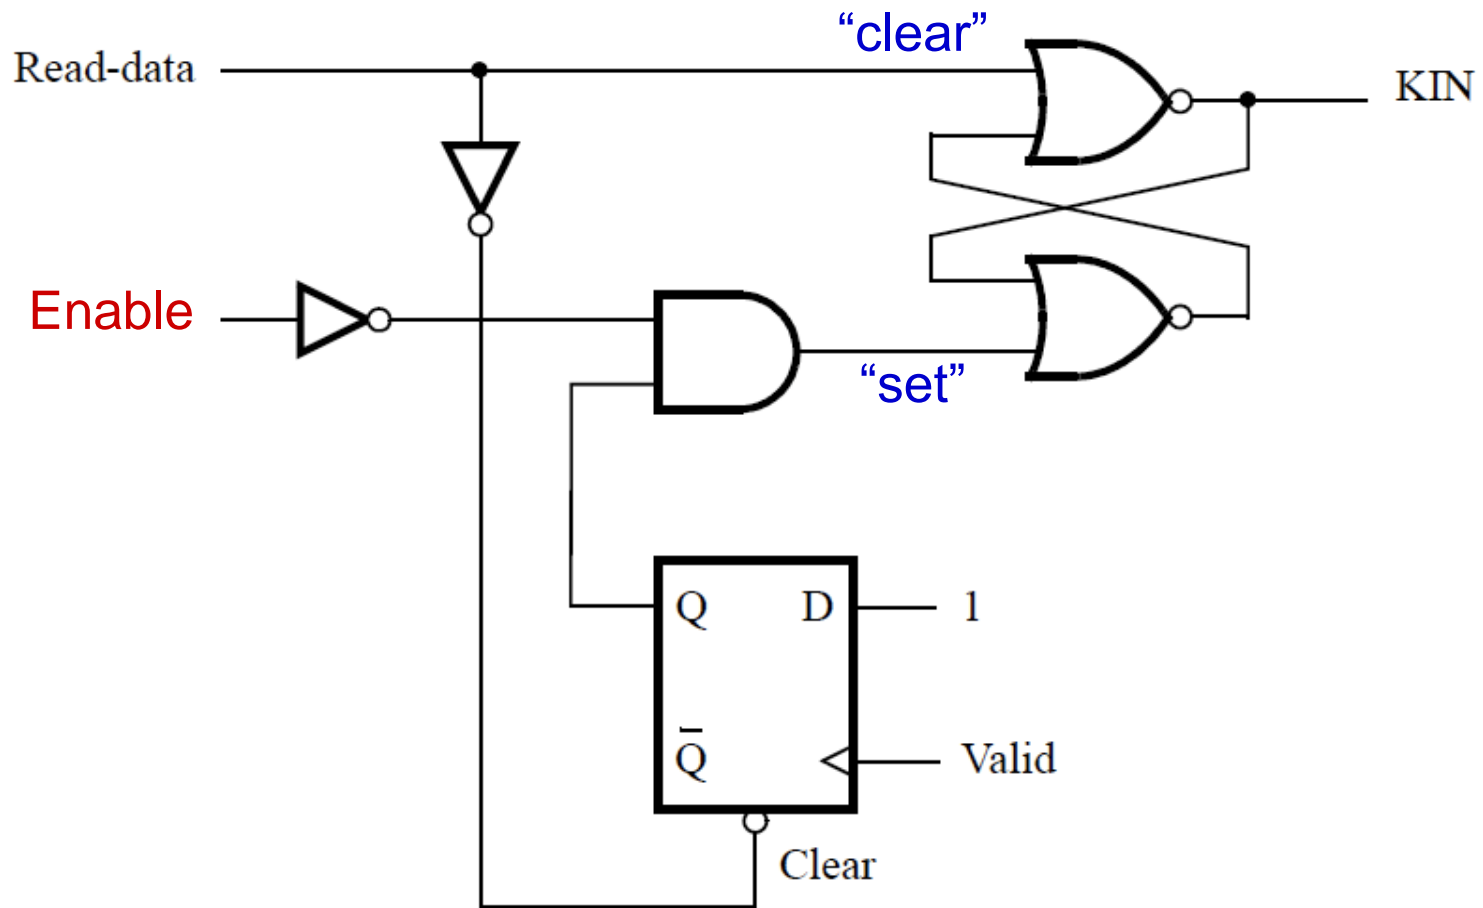 “clear”
Read-data
KIN
Enable
“set”
Q
D
1
Q̅
Valid
Clear